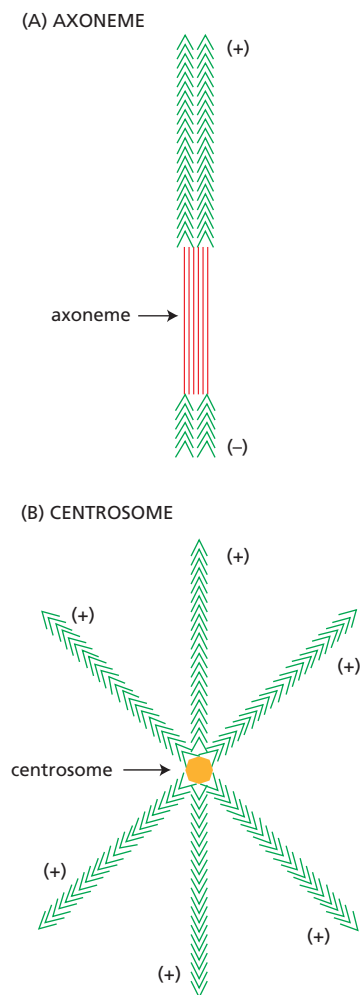 (A) AXONEME
(+)
axoneme
(–)
(B) CENTROSOME
(+)
(+)
(+)
centrosome
(+)
(+)
(+)